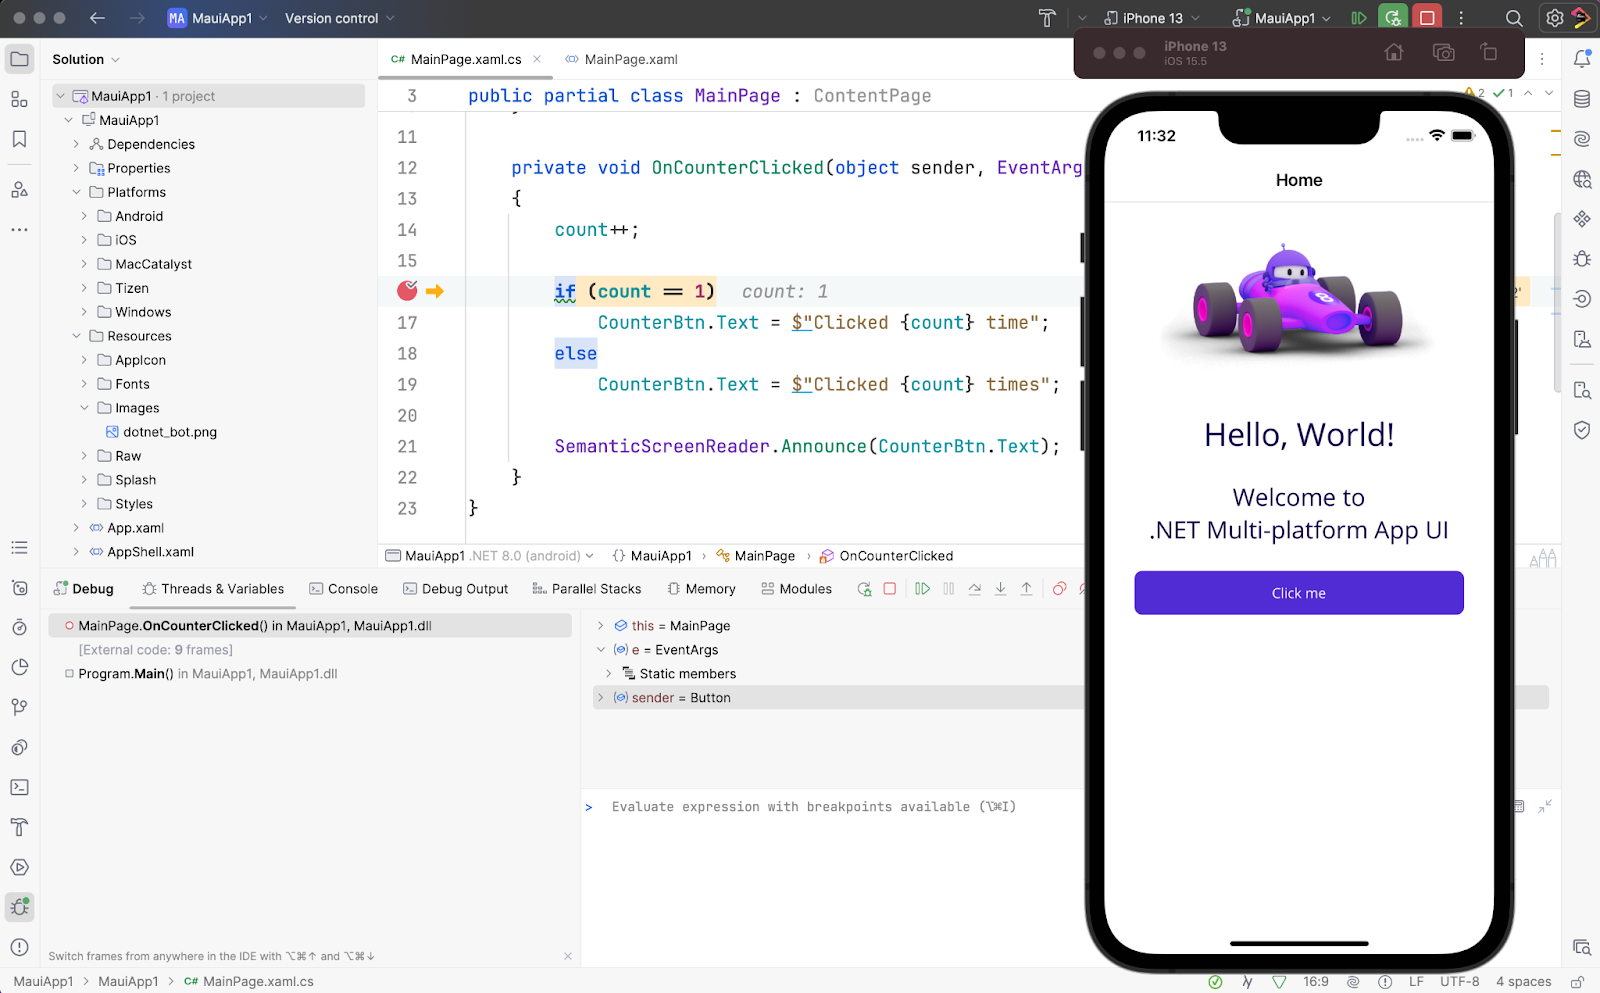 MA MauiApp1 Version control iPhone 13 MauiApp1
Solution
MainPage.xaml.cs MainPage.xaml
iPhone 13
iOS 15.5
MauiApp1 · 1 project
MauiApp1
Dependencies
Properties
Platforms
Android
iOS
MacCatalyst
Tizen
Windows
Resources
AppIcon
Fonts
Images
dotnet_bot.png
Raw
Splash
Styles
App.xaml
AppShell.xaml
3 public partial class MainPage : ContentPage
2 1
11
12 private void OnCounterClicked(object sender, EventArg
13 {
14 count++;
15
if (count == 1) count: 1
17 CounterBtn.Text = $"Clicked {count} time";
18 else
19 CounterBtn.Text = $"Clicked {count} times";
20
21 SemanticScreenReader.Announce(CounterBtn.Text);
22 }
23 }
MauiApp1 .NET 8.0 (android) {} MauiApp1 MainPage OnCounterClicked
11:32
Home
8
Hello, World!
Welcome to
.NET Multi-platform App UI
Click me
Debug Threads & Variables Console Debug Output Parallel Stacks Memory Modules
MainPage.OnCounterClicked() in MauiApp1, MauiApp1.dll
[External code: 9 frames]
Program.Main() in MauiApp1, MauiApp1.dll
this = MainPage
e = EventArgs
Static members
sender = Button
> Evaluate expression with breakpoints available (⌥⌘I)
Switch frames from anywhere in the IDE with ⌥⌘↑ and ⌥⌘↓
MauiApp1 MauiApp1 C# MainPage.xaml.cs 16:9 LF UTF-8 4 spaces